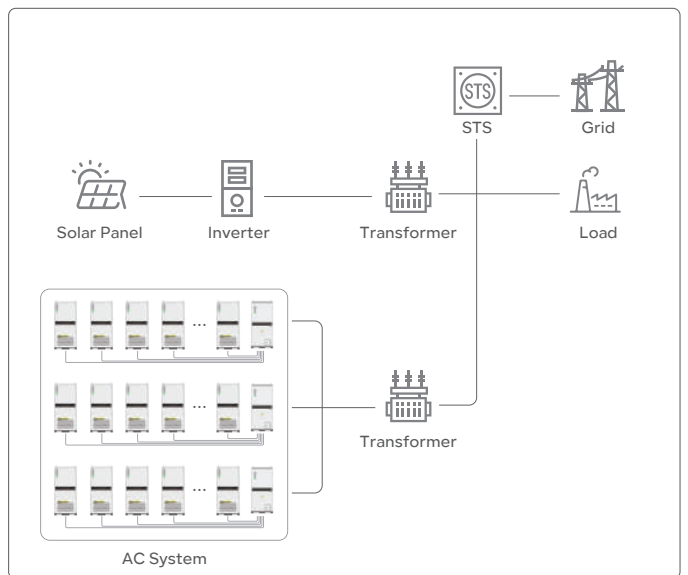 STS
STS
Grid
Solar Panel
Inverter
Transformer
Load
...
...
...
Transformer
AC System